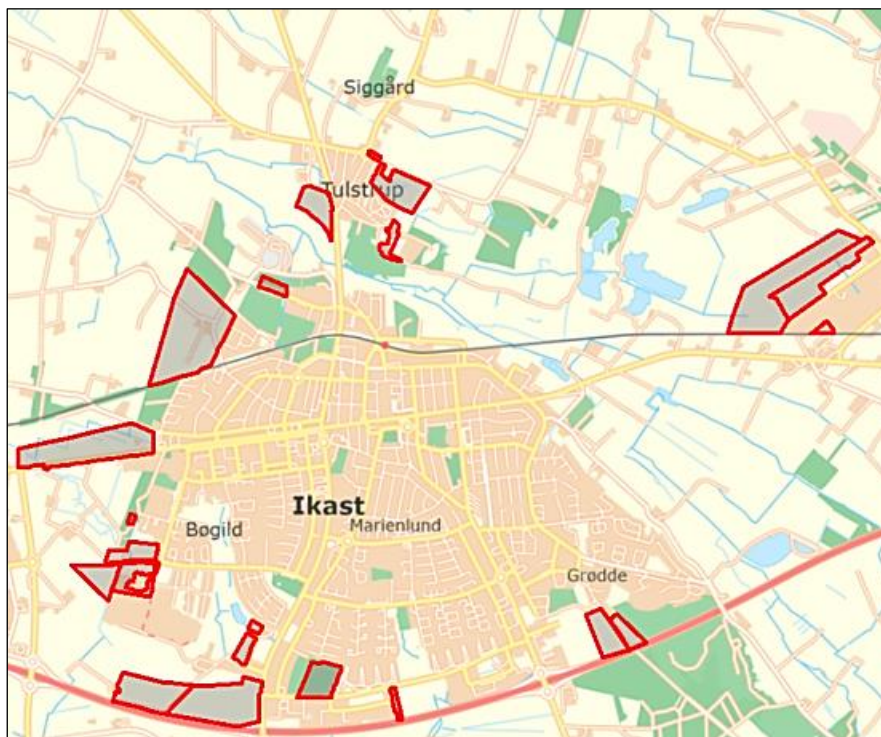 Siggård
Tulstrup
Ikast
Bøgild
Marienlund
Grødde